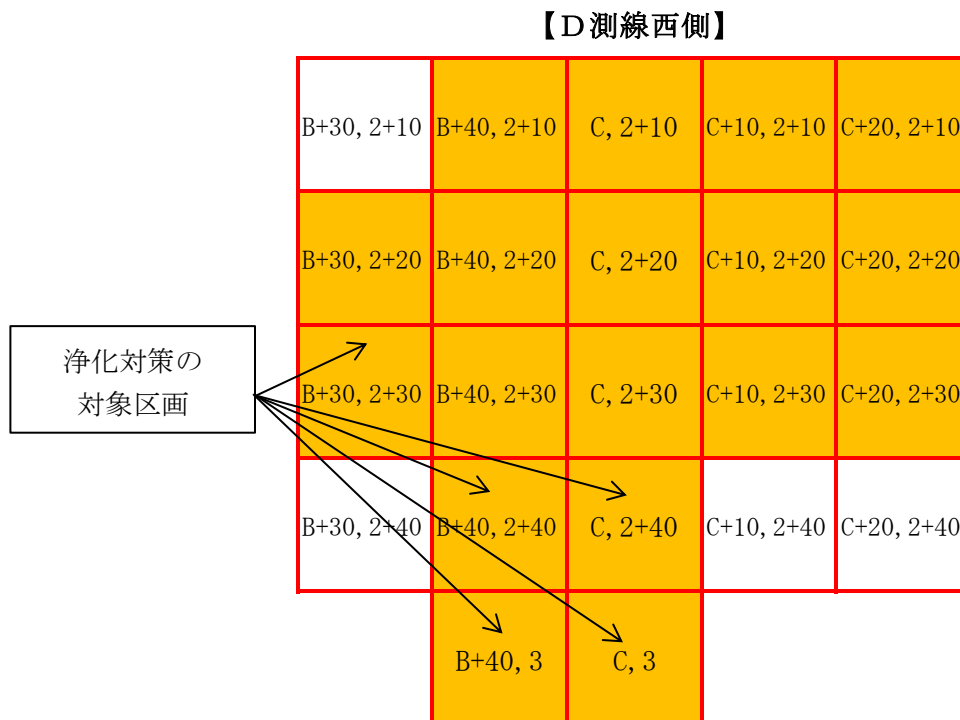 【D測線西側】
B+30, 2+10 B+40, 2+10 C, 2+10 C+10, 2+10 C+20, 2+10
B+30, 2+20 B+40, 2+20 C, 2+20 C+10, 2+20 C+20, 2+20
浄化対策の
対象区画
B+30, 2+30 B+40, 2+30 C, 2+30 C+10, 2+30 C+20, 2+30
B+30, 2+40 B+40, 2+40 C, 2+40 C+10, 2+40 C+20, 2+40
B+40, 3 C, 3